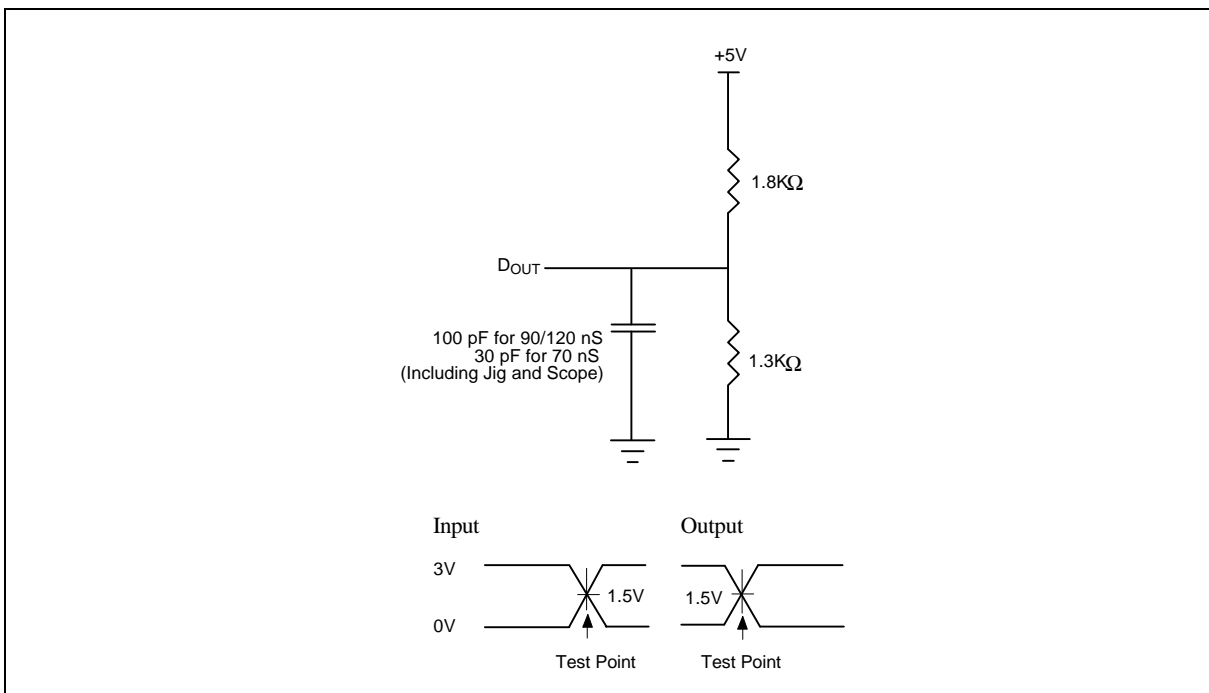 +5V
1.8KΩ
DOUT
100 pF for 90/120 nS
30 pF for 70 nS
(Including Jig and Scope)
1.3KΩ
Input
Output
3V
1.5V
1.5V
0V
Test Point
Test Point